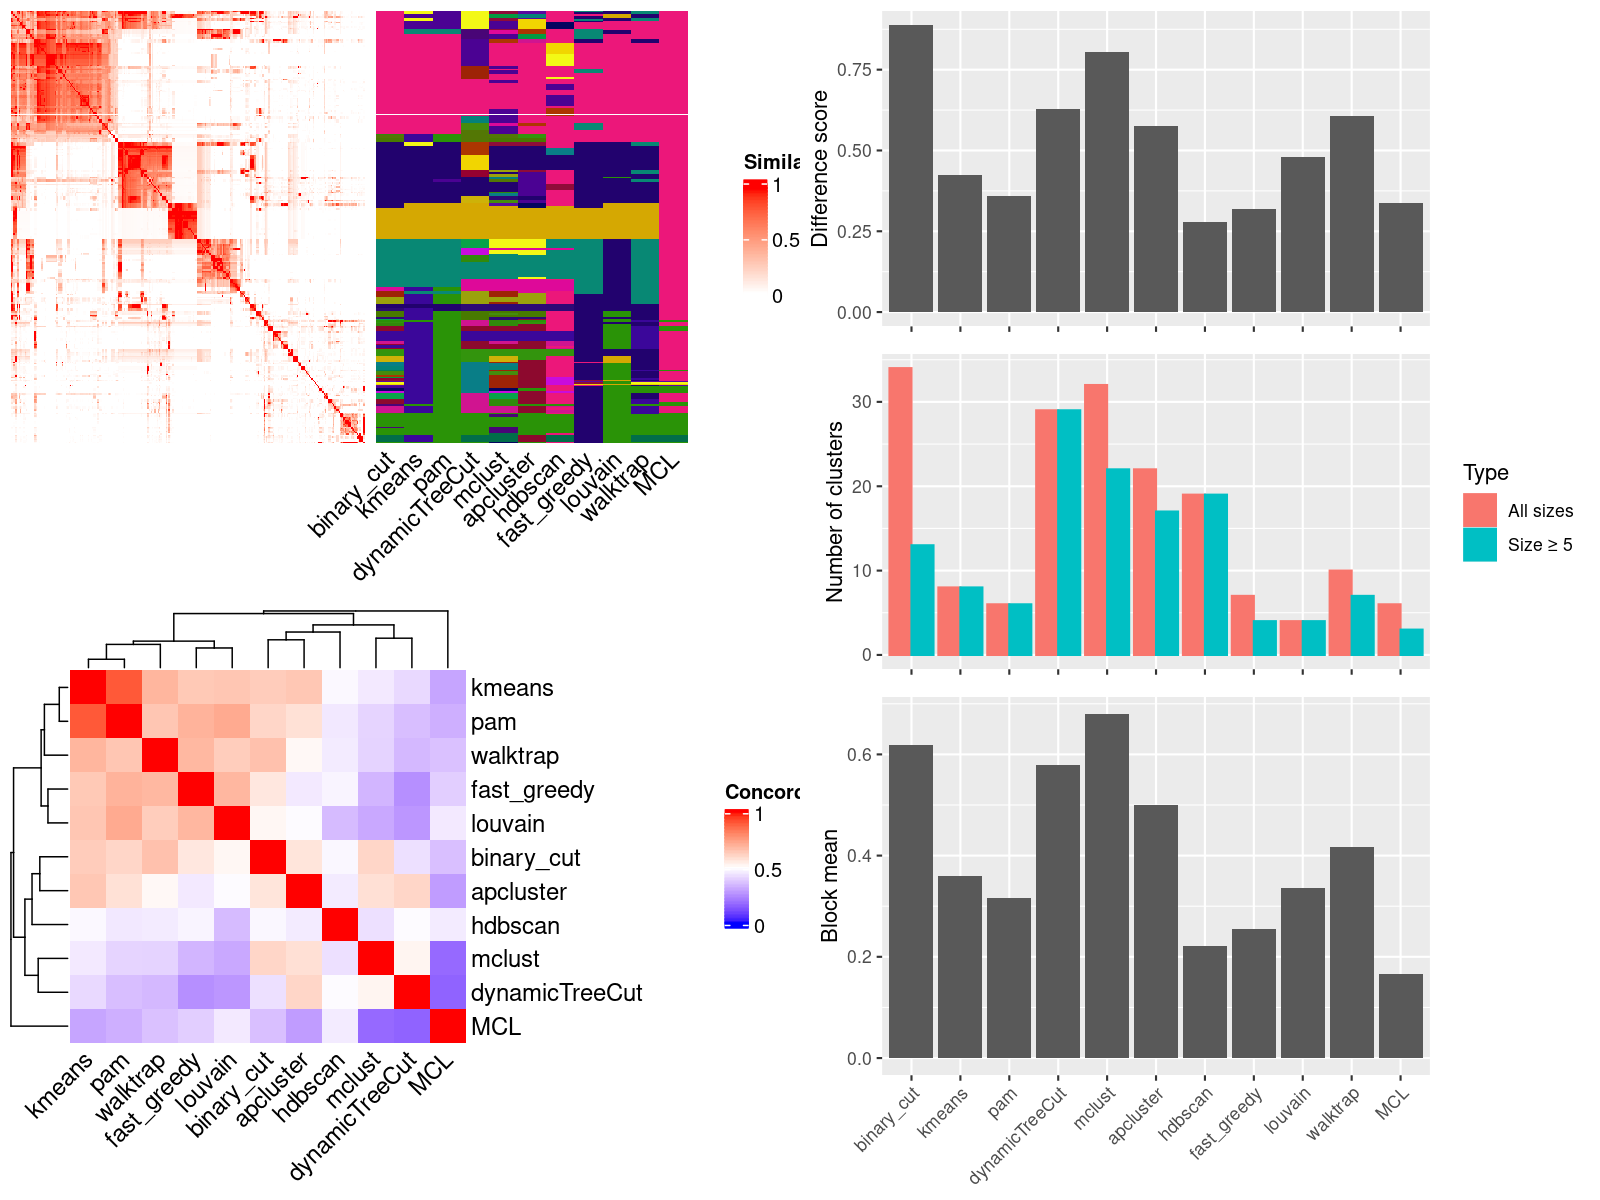 Simila
1
0.5
0
binary_cut
kmeans
pam
dynamicTreeCut
mclust
apcluster
hdbscan
fast_greedy
louvain
walktrap
MCL
kmeans
pam
walktrap
fast_greedy
louvain
binary_cut
apcluster
hdbscan
mclust
dynamicTreeCut
MCL
Concord
1
0.5
0
kmeans
pam
walktrap
fast_greedy
louvain
binary_cut
apcluster
hdbscan
mclust
dynamicTreeCut
MCL
Difference score
0.75
0.50
0.25
0.00
Number of clusters
30
20
10
0
Type
All sizes
Size ≥ 5
Block mean
0.6
0.4
0.2
0.0
binary_cut
kmeans
pam
dynamicTreeCut
mclust
apcluster
hdbscan
fast_greedy
louvain
walktrap
MCL